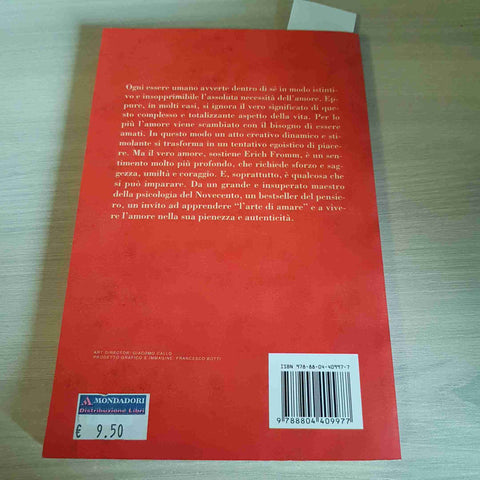 Ogni essere umano avverte dentro di sé in modo istinti-
vo e insopprimibile l'assoluta necessità dell'amore. Ep-
pure, in molti casi, si ignora il vero significato di que-
sto complesso e totalizzante aspetto della vita. Per lo
più l'amore viene scambiato con il bisogno di essere
amati. In questo modo un atto creativo dinamico e sti-
molante si trasforma in un tentativo egoistico di piace-
re. Ma il vero amore, sostiene Erich Fromm, è un sen-
timento molto più profondo, che richiede sforzo e sag-
gezza, umiltà e coraggio. E, soprattutto, è qualcosa che
si può imparare. Da un grande e insuperato maestro
della psicologia del Novecento, un bestseller del pensie-
ro, un invito ad apprendere “l'arte di amare” e a vive-
re l'amore nella sua pienezza e autenticità.
ART DIRECTOR: GIACOMO CALLO
PROGETTO GRAFICO E IMMAGINE: FRANCESCO BOTTI
ISBN 978-88-04-40997-7
9 788804 409977
A MONDADORI
Distribuzione Libri
€ 9.50